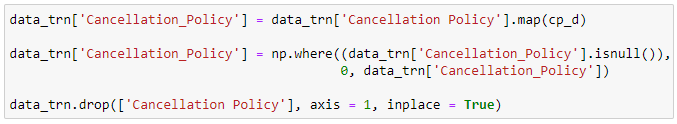 data_trn['Cancellation_Policy'] = data_trn['Cancellation Policy'].map(cp_d)
data_trn['Cancellation_Policy'] = np.where((data_trn['Cancellation_Policy'].isnull()),
0, data_trn['Cancellation_Policy'])
data_trn.drop(['Cancellation Policy'], axis = 1, inplace = True)